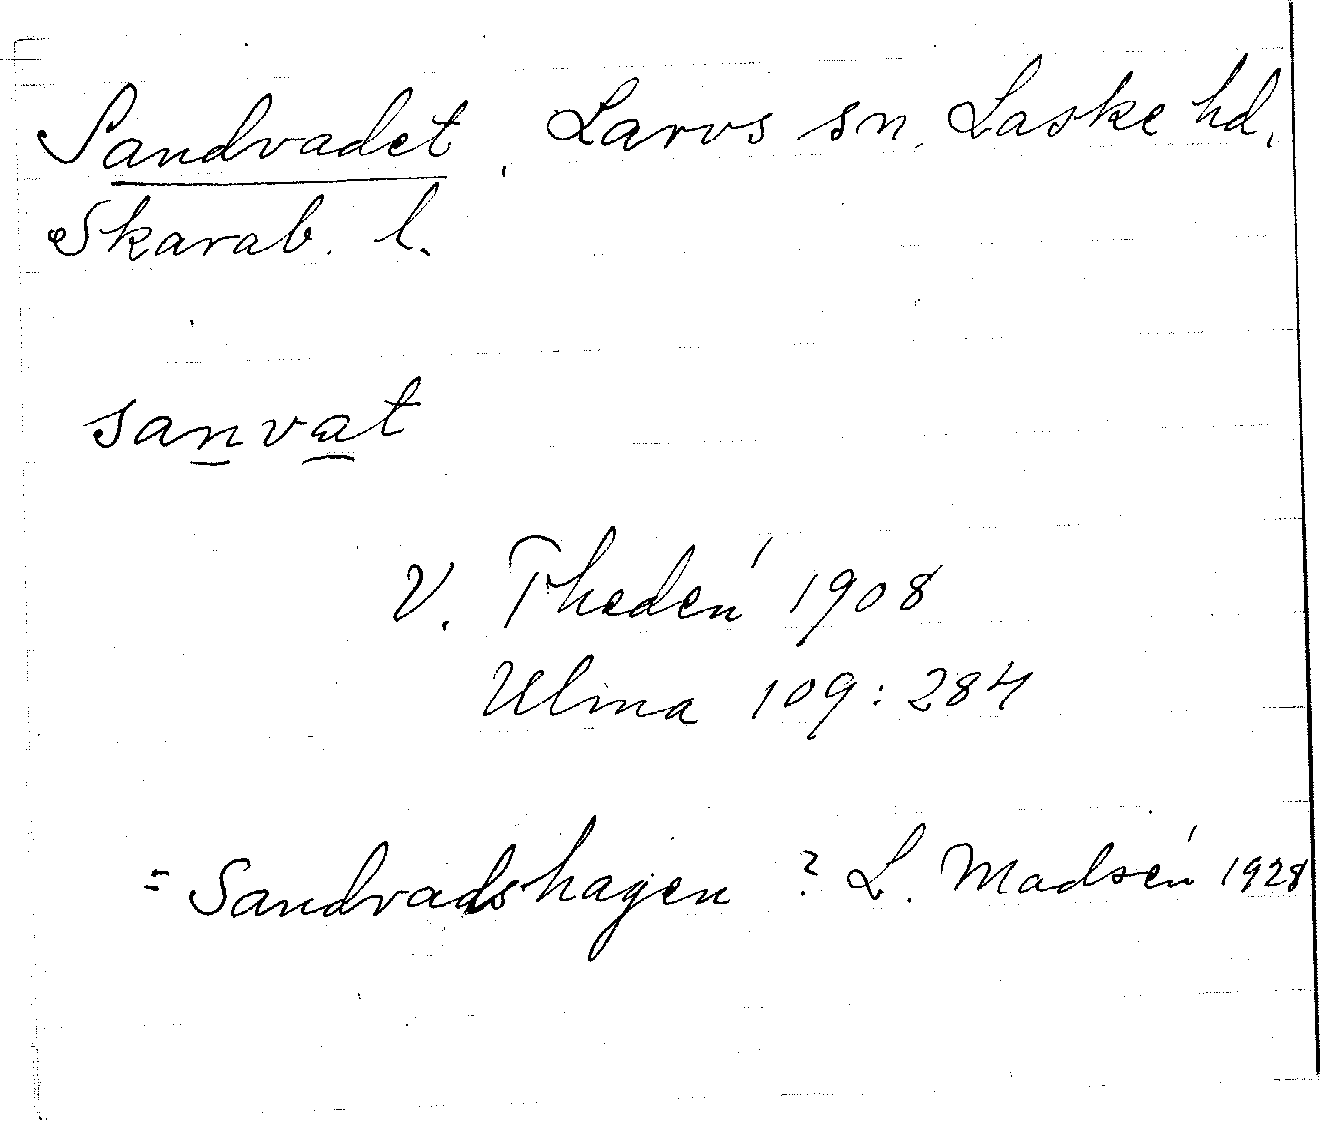 Sandvadet, Larvs sn, Laske hd,
Skarab. l.
sanvat
V. Thedén 1908
Ulma 109:284
= Sandvadshagen ? L. Madsén 1928